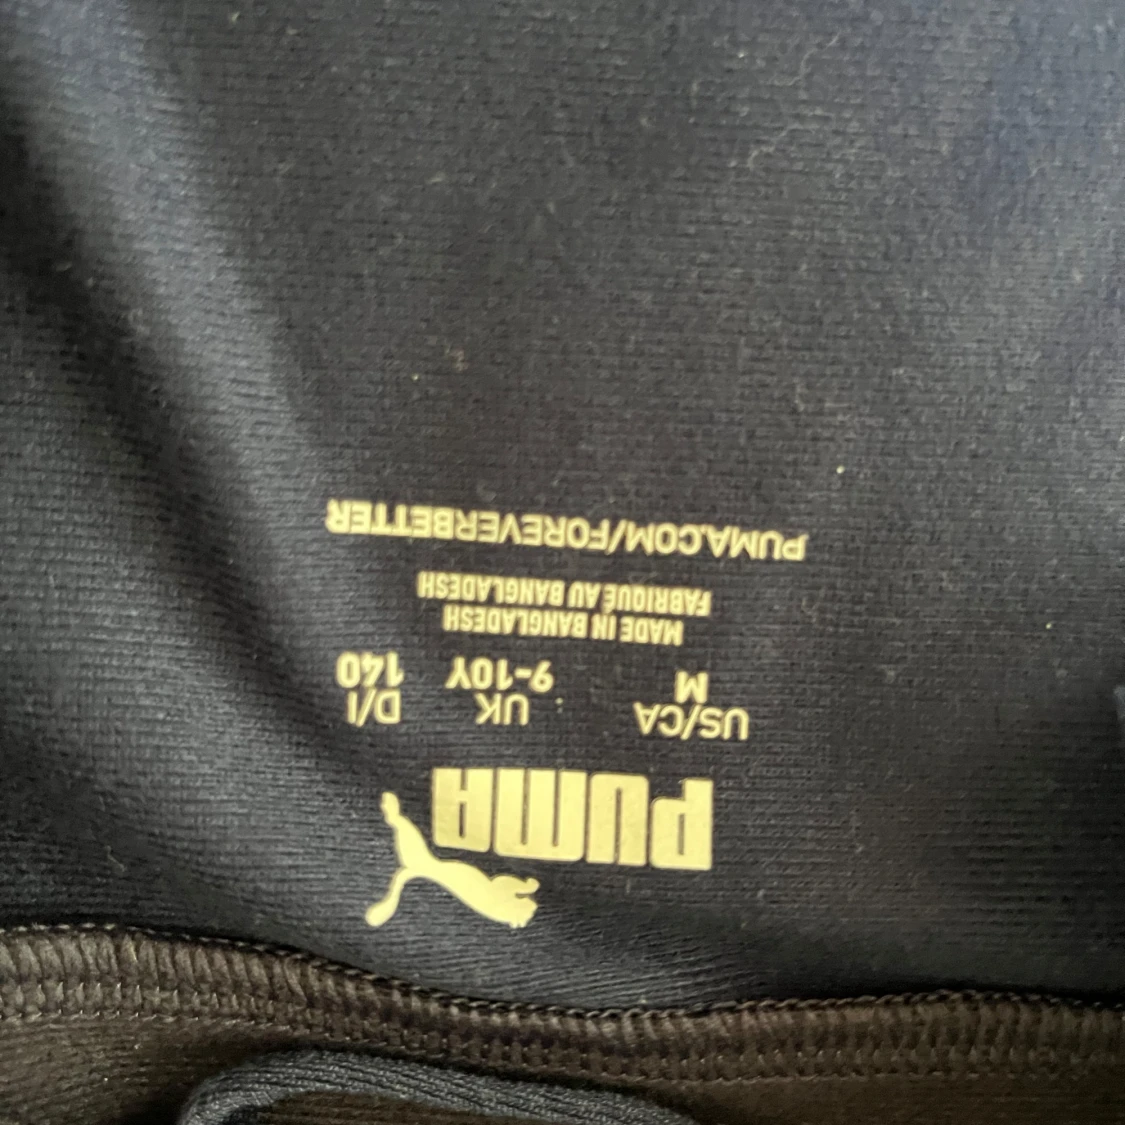 PUMA
US/CA UK D/I
M 9-10Y 140
MADE IN BANGLADESH
FABRIQUÉ AU BANGLADESH
PUMA.COM/FOREVERBETTER